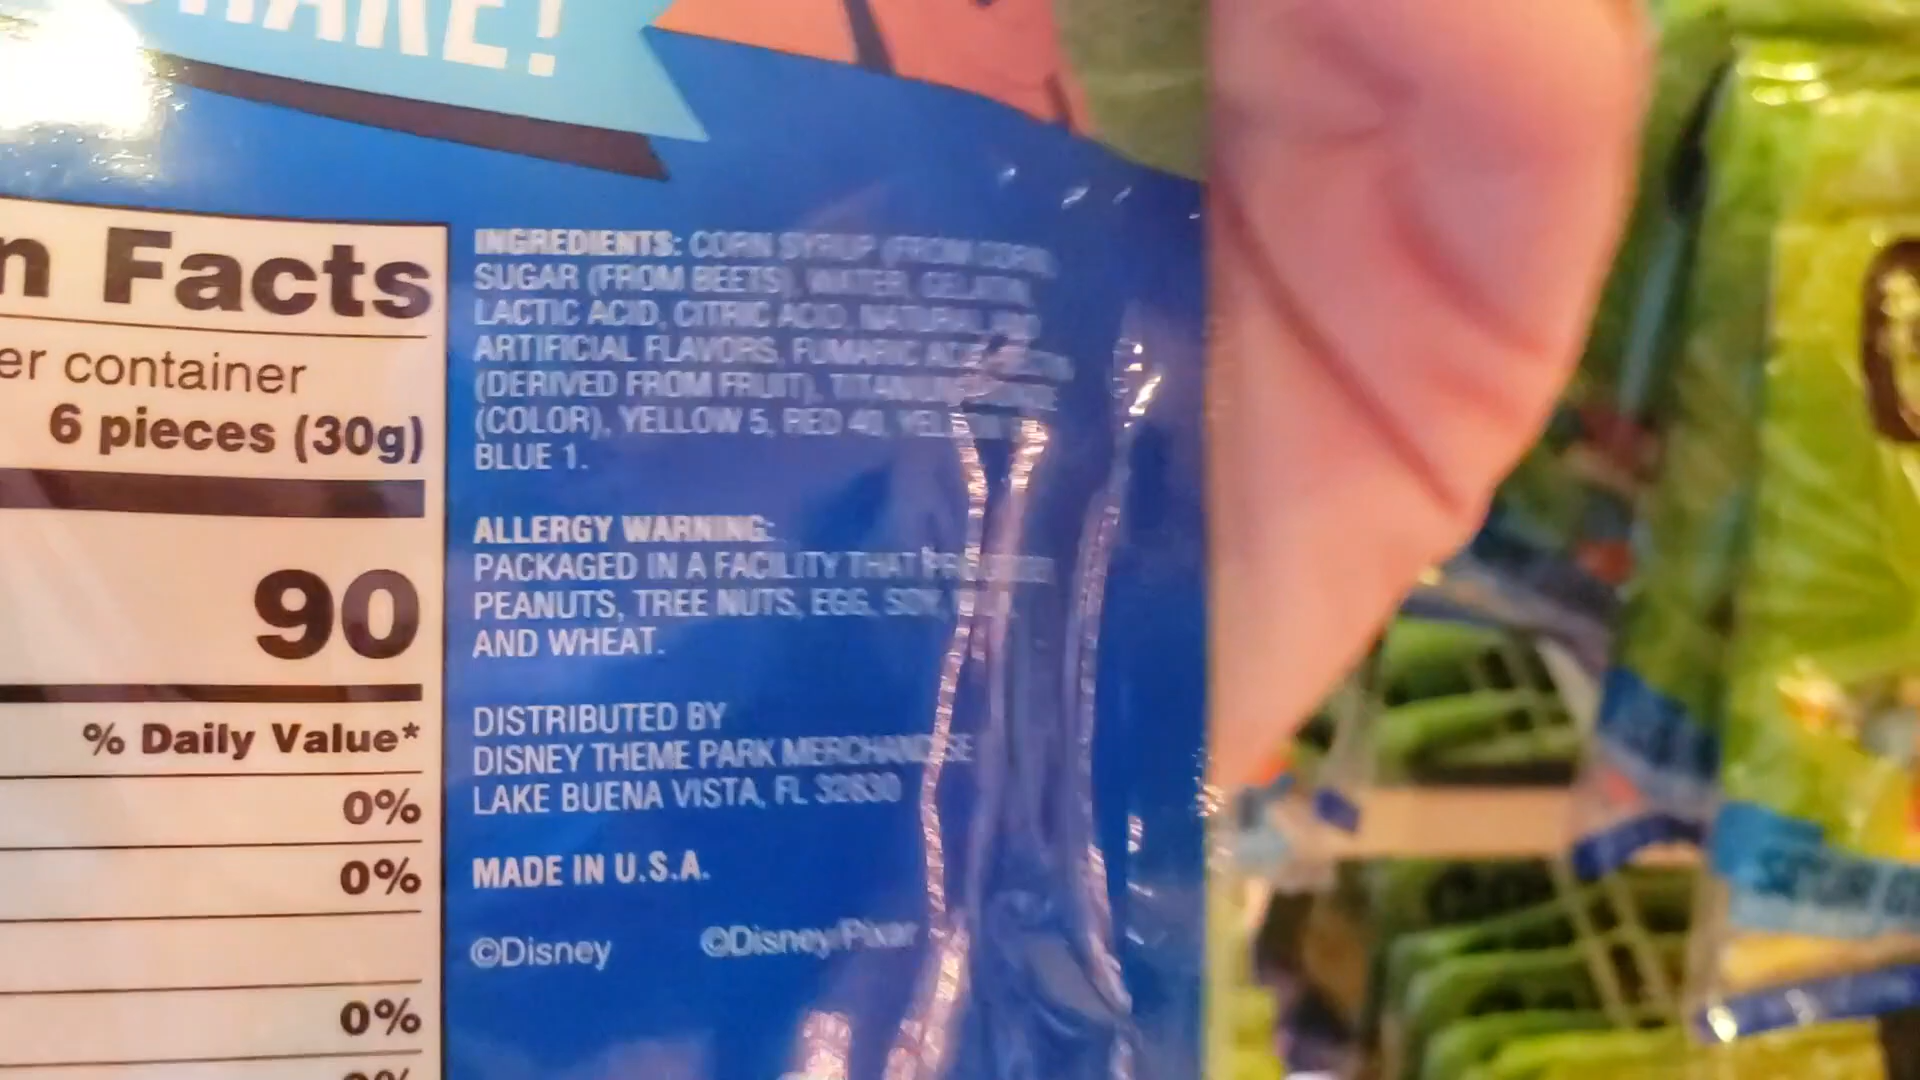 SHARE!
n Facts
er container
6 pieces (30g)
90
% Daily Value*
0%
0%
0%
0%
INGREDIENTS: CORN SYRUP (FROM CORN),
SUGAR (FROM BEETS), WATER, GELATIN,
LACTIC ACID, CITRIC ACID, NATURAL AND
ARTIFICIAL FLAVORS, FUMARIC ACID,
(DERIVED FROM FRUIT), TITANIUM
(COLOR), YELLOW 5, RED 40, YELLOW
BLUE 1.
ALLERGY WARNING:
PACKAGED IN A FACILITY THAT
PEANUTS, TREE NUTS, EGG, SOY,
AND WHEAT.
DISTRIBUTED BY
DISNEY THEME PARK MERCHANDISE
LAKE BUENA VISTA, FL 32830
MADE IN U.S.A.
©Disney ©Disney/Pixar